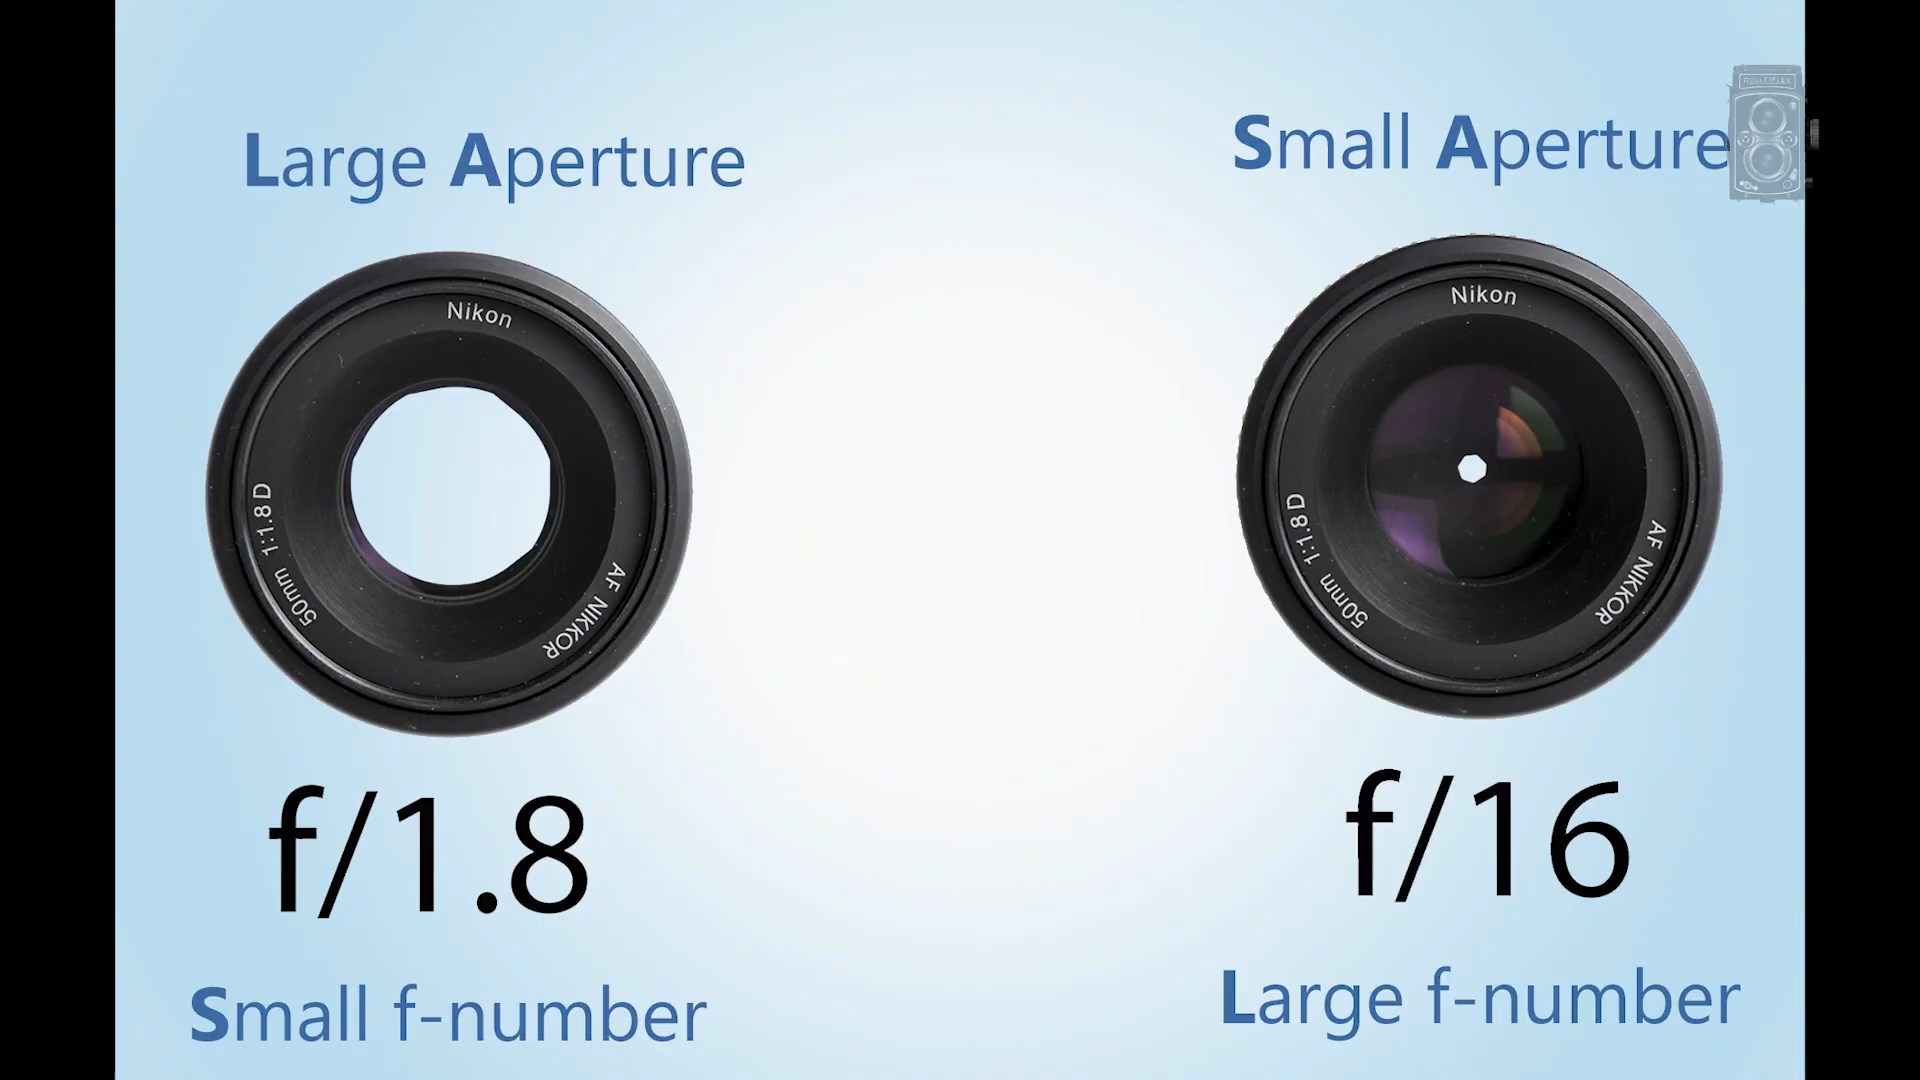 Large Aperture
Small Aperture
ROLLEIFLEX
Nikon
50mm 1:1.8D
AF NIKKOR
Nikon
50mm 1:1.8D
AF NIKKOR
f/1.8
f/16
Small f-number
Large f-number